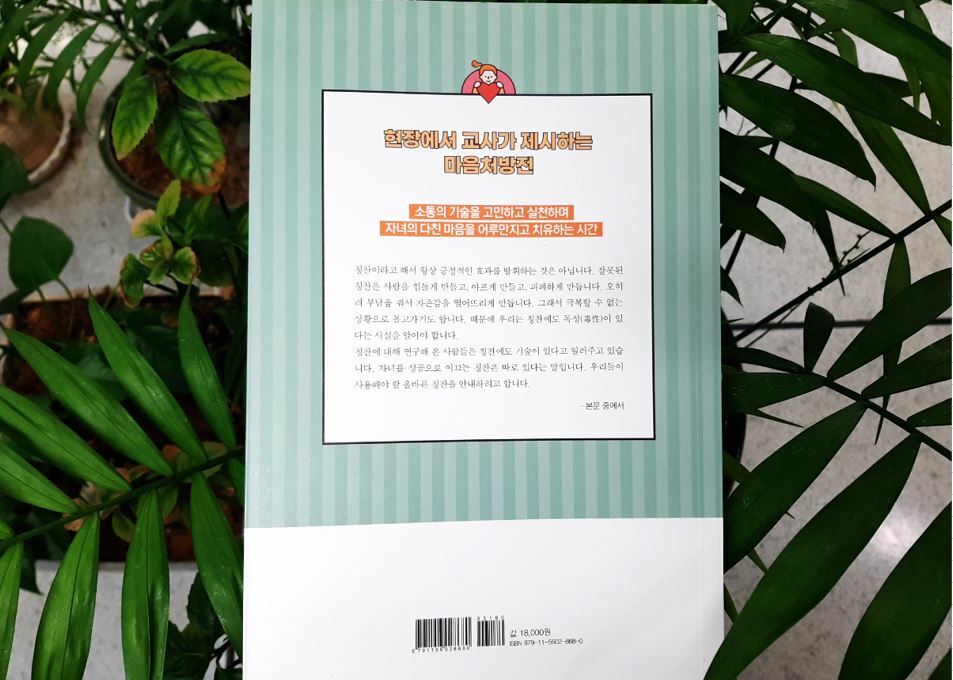 현장에서 교사가 제시하는
마음처방전
소통의 기술을 고민하고 실천하며
자녀의 다친 마음을 어루만지고 치유하는 시간
칭찬이라고 해서 항상 긍정적인 효과를 발휘하는 것은 아닙니다. 잘못된
칭찬은 사람을 힘들게 만들고, 아프게 만들고, 피폐하게 만듭니다. 오히
려 부담을 줘서 자존감을 떨어뜨리게 만듭니다. 그래서 극복할 수 없는
상황으로 몰고가기도 합니다. 때문에 우리는 칭찬에도 독성(毒性)이 있
다는 사실을 알아야 합니다.
칭찬에 대해 연구해 온 사람들은 칭찬에도 기술이 있다고 일러주고 있습
니다. 자녀를 성공으로 이끄는 칭찬은 따로 있다는 말입니다. 우리들이
사용해야 할 올바른 칭찬을 안내하려고 합니다.
- 본문 중에서
03180
값 18,000원
9791156028680
ISBN 979-11-5602-868-0